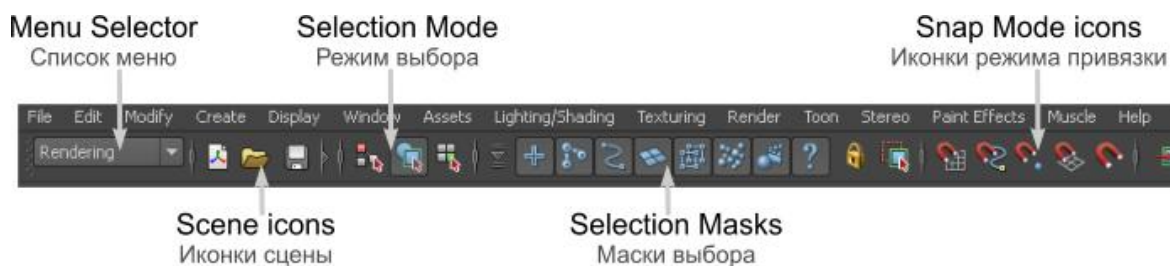 Menu Selector Selection Mode Snap Mode icons
Список меню Режим выбора Иконки режима привязки
File Edit Modify Create Display Window Assets Lighting/Shading Texturing Render Toon Stereo Paint Effects Muscle Help
Rendering
Scene icons Selection Masks
Иконки сцены Маски выбора